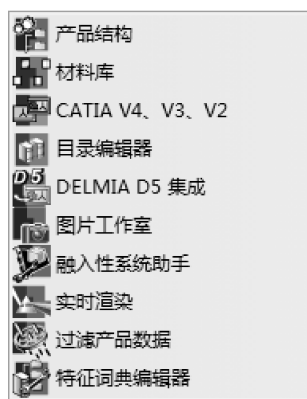 产品结构
材料库
CATIA V4、V3、V2
目录编辑器
D5
DELMIA D5 集成
图片工作室
融入性系统助手
实时渲染
过滤产品数据
特征词典编辑器